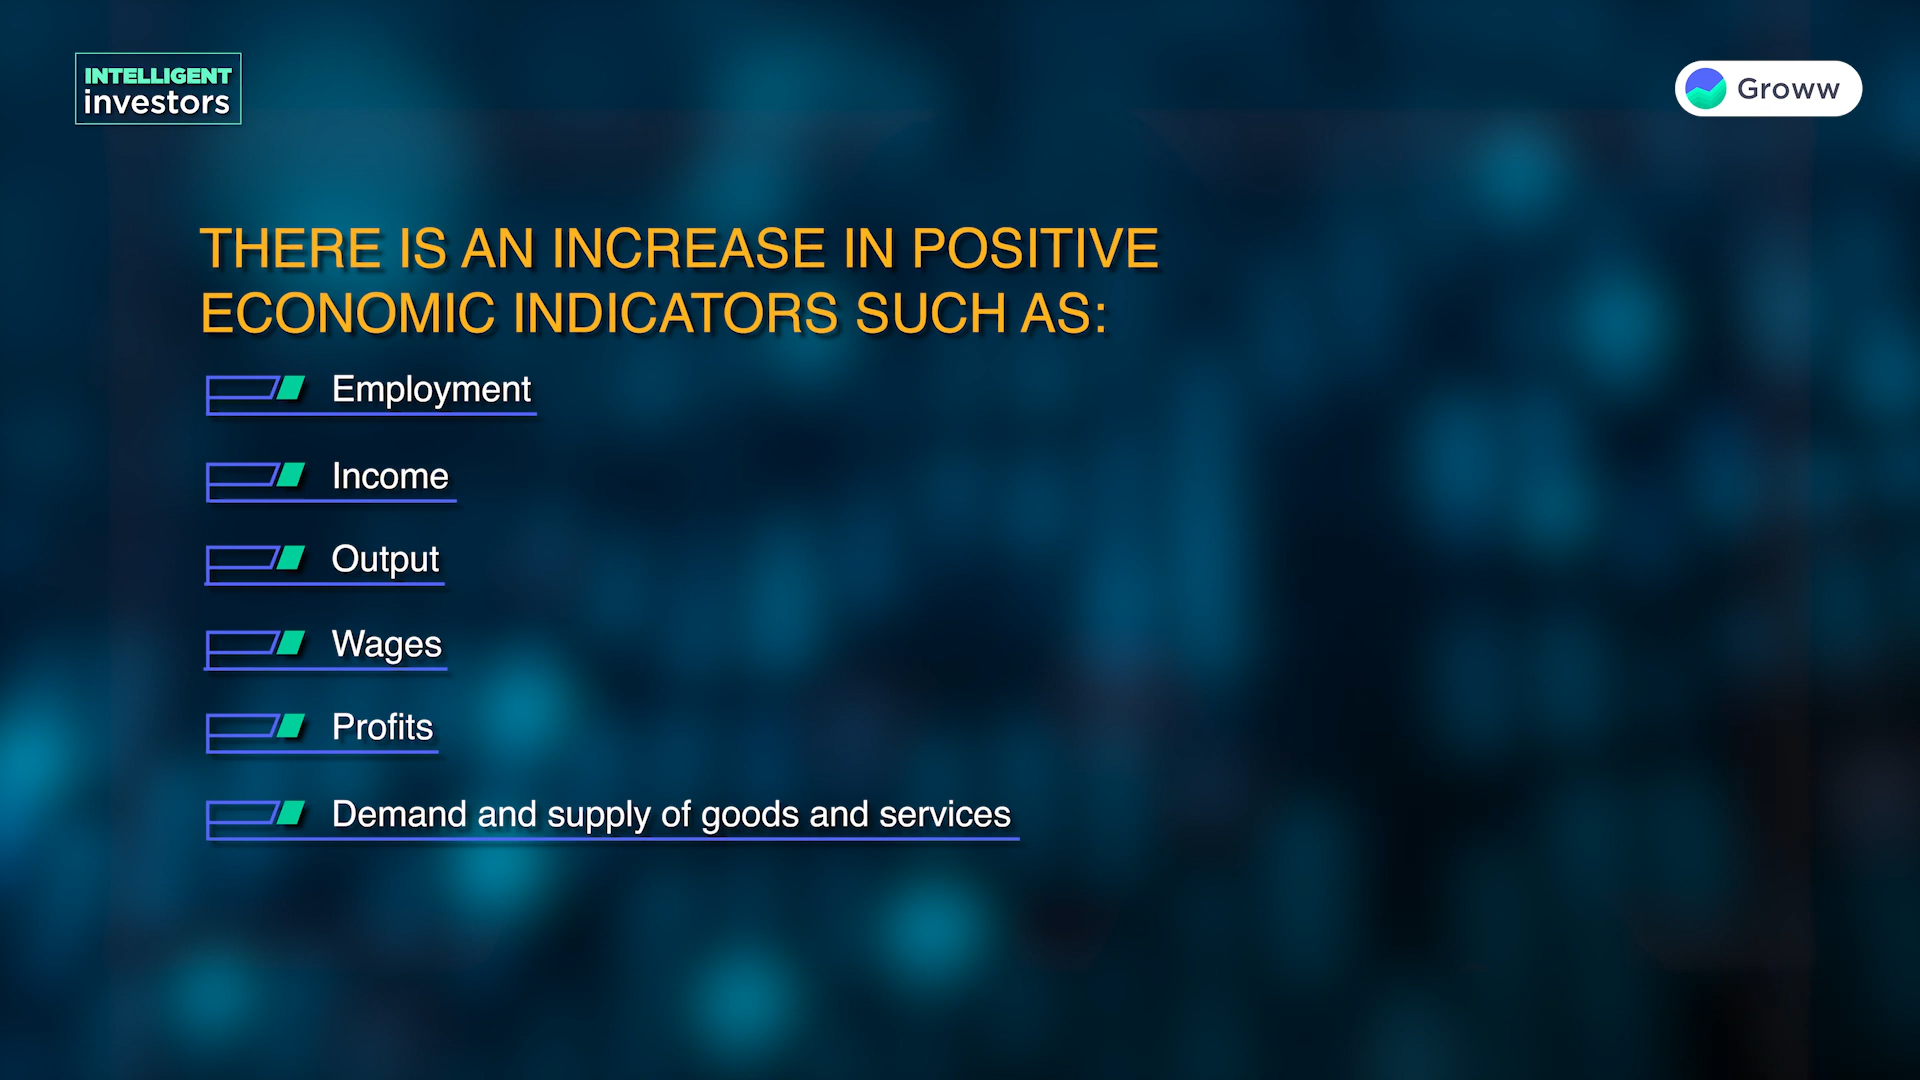 INTELLIGENT
investors
Groww
THERE IS AN INCREASE IN POSITIVE
ECONOMIC INDICATORS SUCH AS:
Employment
Income
Output
Wages
Profits
Demand and supply of goods and services